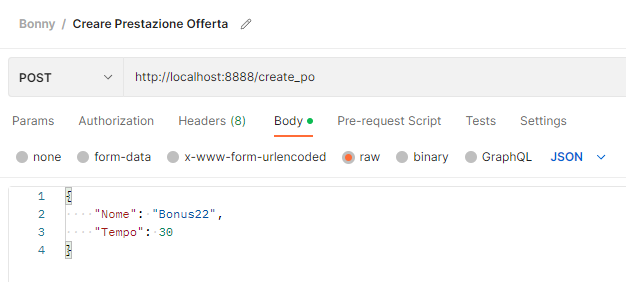 Bonny / Creare Prestazione Offerta
POST http://localhost:8888/create_po
Params Authorization Headers (8) Body Pre-request Script Tests Settings
none form-data x-www-form-urlencoded raw binary GraphQL JSON
1 {
2 "Nome": "Bonus22",
3 "Tempo": 30
4 }